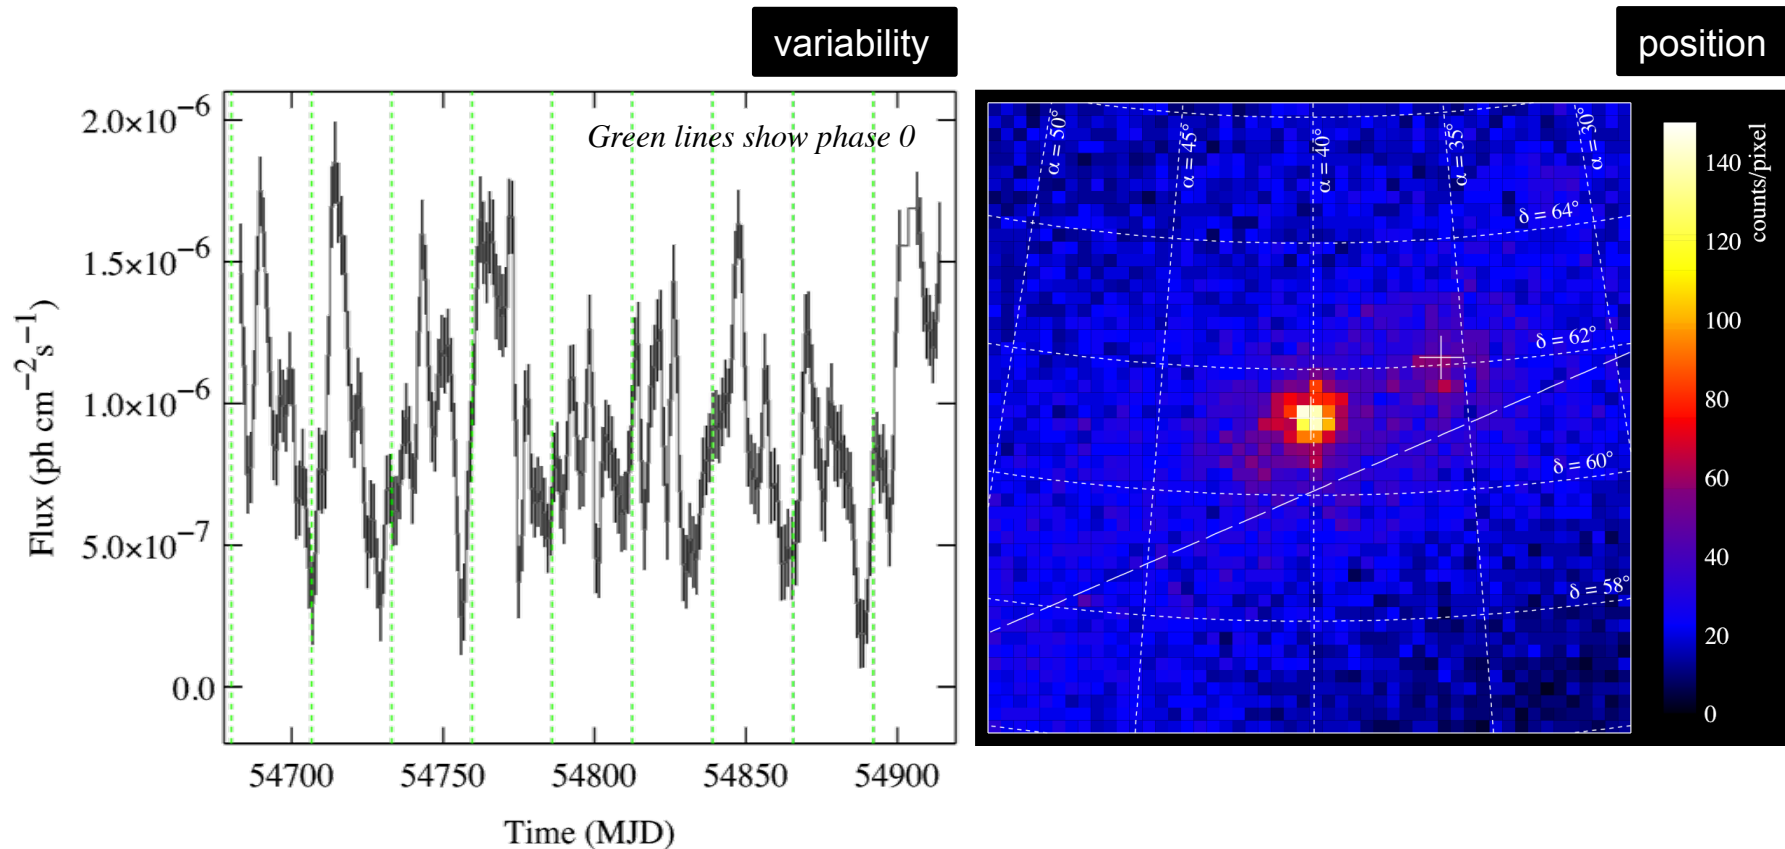 variability
position
Green lines show phase 0
2.0×10⁻⁶
1.5×10⁻⁶
1.0×10⁻⁶
5.0×10⁻⁷
0.0
Flux (ph cm⁻²s⁻¹)
54700
54750
54800
54850
54900
Time (MJD)
α = 50°
α = 45°
α = 40°
α = 35°
α = 30°
δ = 64°
δ = 62°
δ = 60°
δ = 58°
140
120
100
80
60
40
20
0
counts/pixel